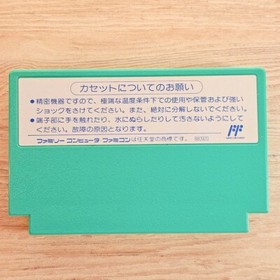 カセットについてのお願い
●精密機器ですので、極端な温度条件下での使用や保管および強い
ショックをさけてください。また、絶対に分解しないでください。
●端子部に手を触れたり、水にぬらしたりして汚さないようにして
ください。故障の原因となります。
ファミリーコンピュータ ファミコンは任天堂の商標です。